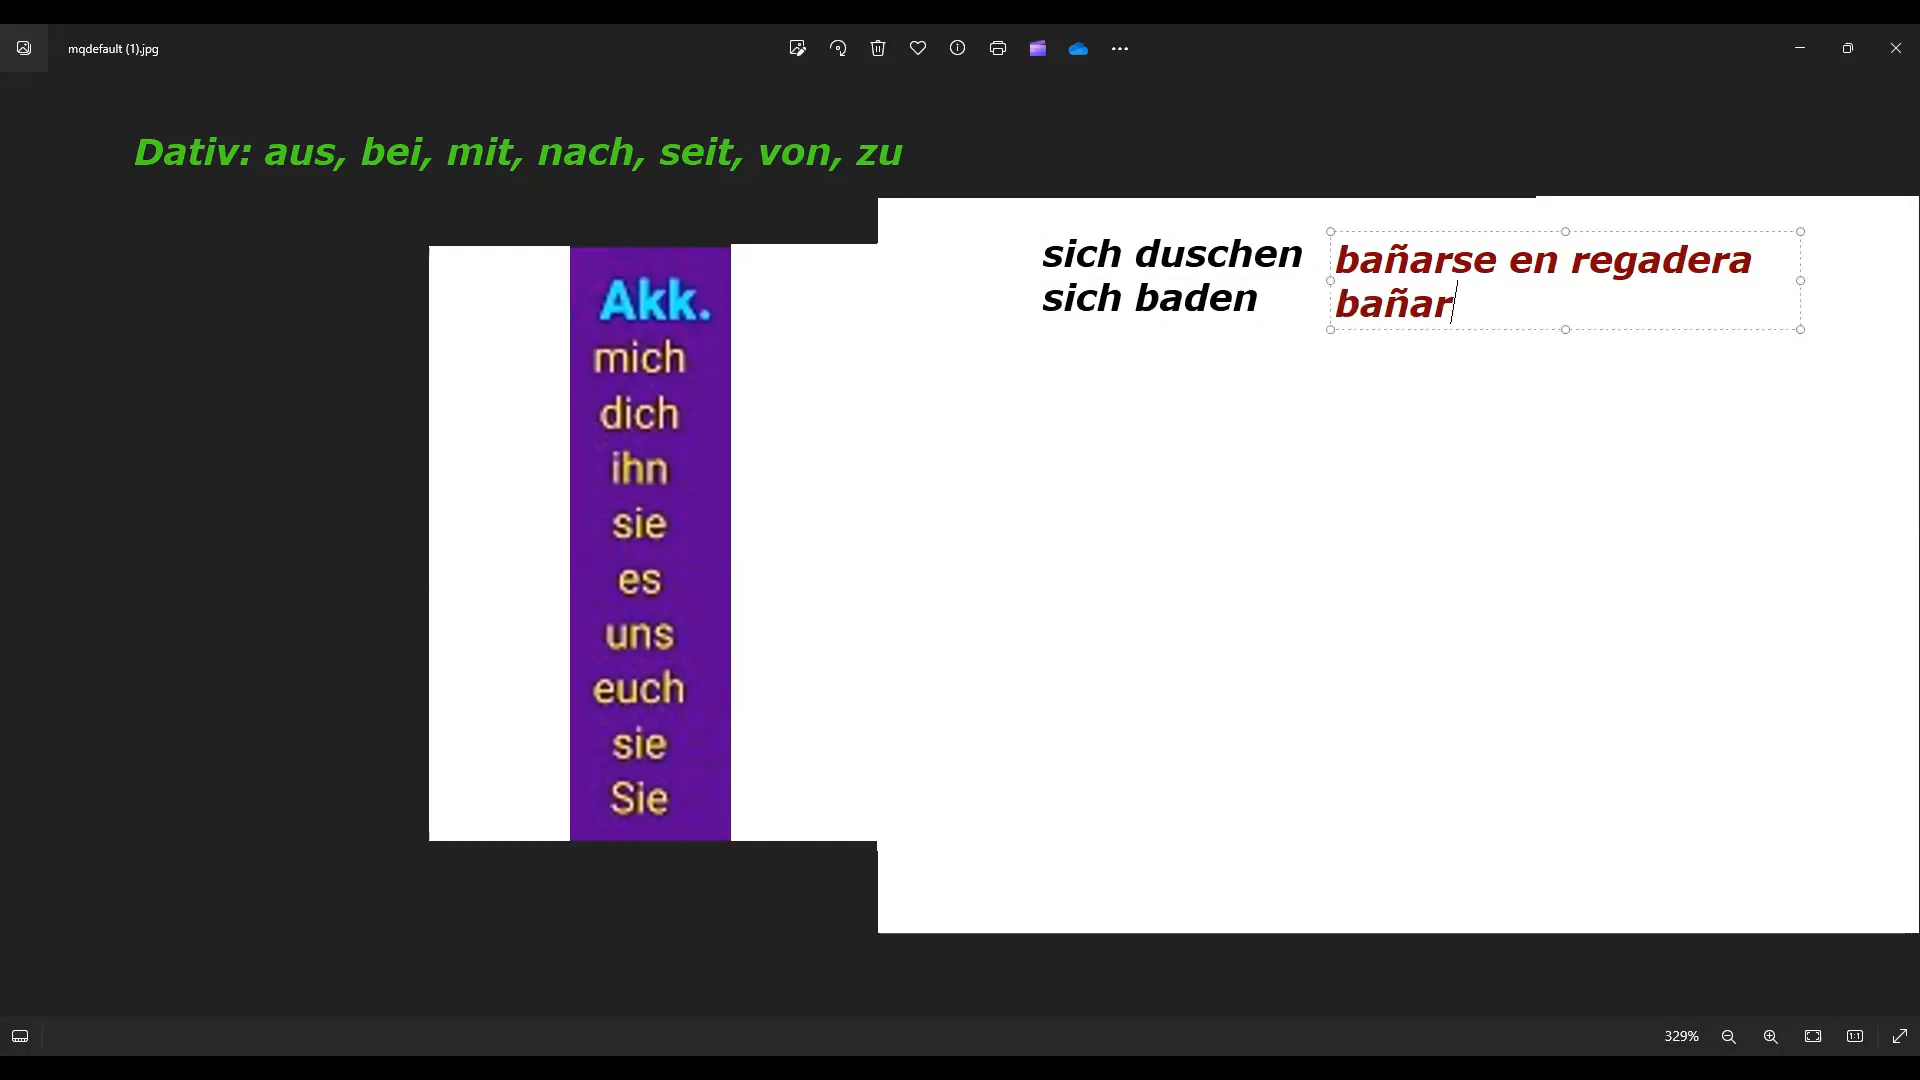 mqdefault (1).jpg
Dativ: aus, bei, mit, nach, seit, von, zu
sich duschen
sich baden
bañarse en regadera
bañar
Akk.
mich
dich
ihn
sie
es
uns
euch
sie
Sie
329%